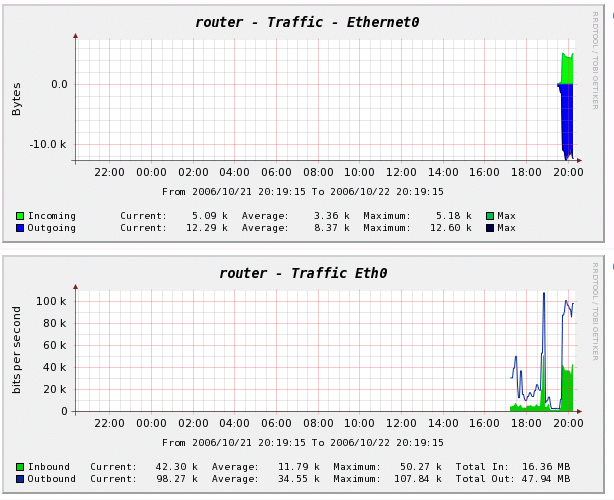 router - Traffic - Ethernet0
RRDTOOL / TOBI OETIKER
Bytes
0.0
-10.0 k
22:00 00:00 02:00 04:00 06:00 08:00 10:00 12:00 14:00 16:00 18:00 20:00
From 2006/10/21 20:19:15 To 2006/10/22 20:19:15
Incoming Current: 5.09 k Average: 3.36 k Maximum: 5.18 k Max
Outgoing Current: 12.29 k Average: 8.37 k Maximum: 12.60 k Max
router - Traffic Eth0
RRDTOOL / TOBI OETIKER
bits per second
100 k
80 k
60 k
40 k
20 k
0
22:00 00:00 02:00 04:00 06:00 08:00 10:00 12:00 14:00 16:00 18:00 20:00
From 2006/10/21 20:19:15 To 2006/10/22 20:19:15
Inbound Current: 42.30 k Average: 11.79 k Maximum: 50.27 k Total In: 16.36 MB
Outbound Current: 98.27 k Average: 34.55 k Maximum: 107.84 k Total Out: 47.94 MB